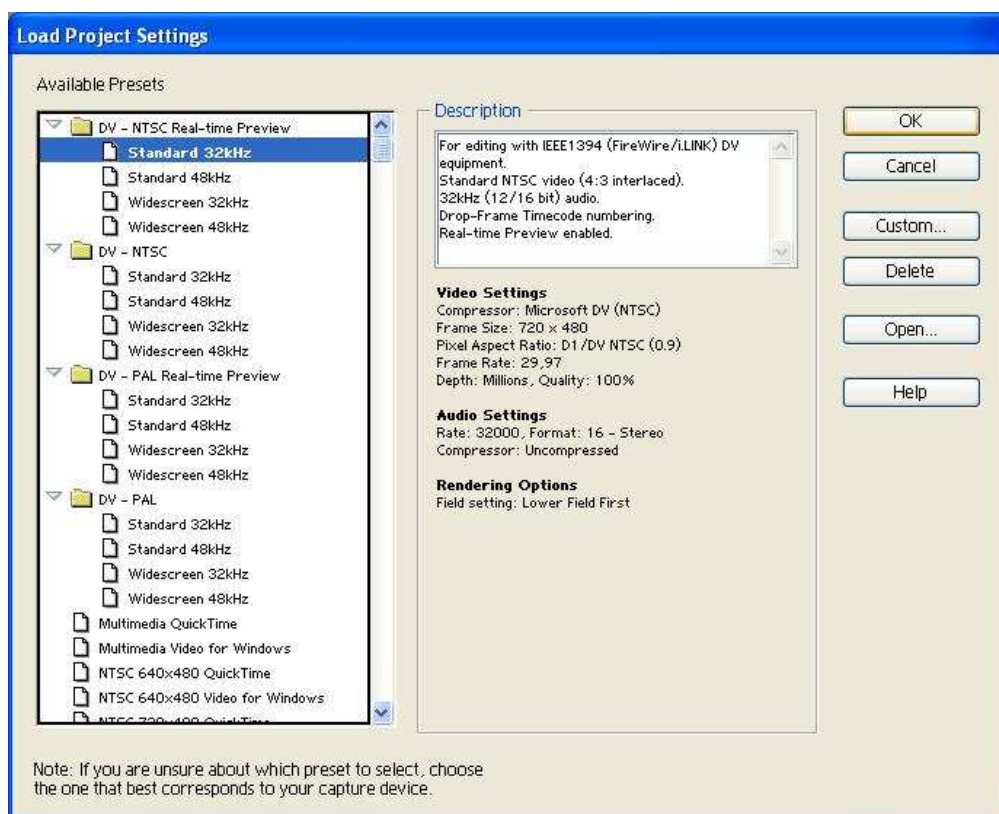 Load Project Settings
Available Presets
DV - NTSC Real-time Preview
Standard 32kHz
Standard 48kHz
Widescreen 32kHz
Widescreen 48kHz
DV - NTSC
Standard 32kHz
Standard 48kHz
Widescreen 32kHz
Widescreen 48kHz
DV - PAL Real-time Preview
Standard 32kHz
Standard 48kHz
Widescreen 32kHz
Widescreen 48kHz
DV - PAL
Standard 32kHz
Standard 48kHz
Widescreen 32kHz
Widescreen 48kHz
Multimedia QuickTime
Multimedia Video for Windows
NTSC 640x480 QuickTime
NTSC 640x480 Video for Windows
NTSC 720x480 QuickTime
Description
For editing with IEEE1394 (FireWire/i.LINK) DV
equipment.
Standard NTSC video (4:3 interlaced).
32kHz (12/16 bit) audio.
Drop-Frame Timecode numbering.
Real-time Preview enabled.
Video Settings
Compressor: Microsoft DV (NTSC)
Frame Size: 720 x 480
Pixel Aspect Ratio: D1/DV NTSC (0.9)
Frame Rate: 29,97
Depth: Millions, Quality: 100%
Audio Settings
Rate: 32000, Format: 16 - Stereo
Compressor: Uncompressed
Rendering Options
Field setting: Lower Field First
OK
Cancel
Custom...
Delete
Open...
Help
Note: If you are unsure about which preset to select, choose
the one that best corresponds to your capture device.